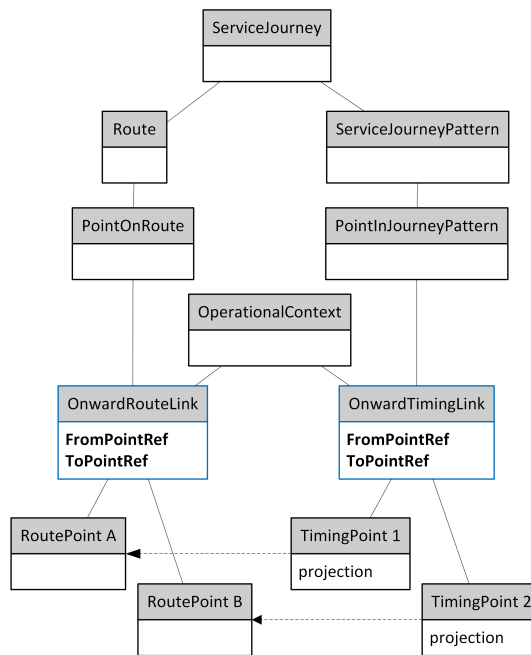 ServiceJourney
Route
ServiceJourneyPattern
PointOnRoute
PointInJourneyPattern
OperationalContext
OnwardRouteLink
FromPointRef
ToPointRef
OnwardTimingLink
FromPointRef
ToPointRef
RoutePoint A
TimingPoint 1
projection
RoutePoint B
TimingPoint 2
projection